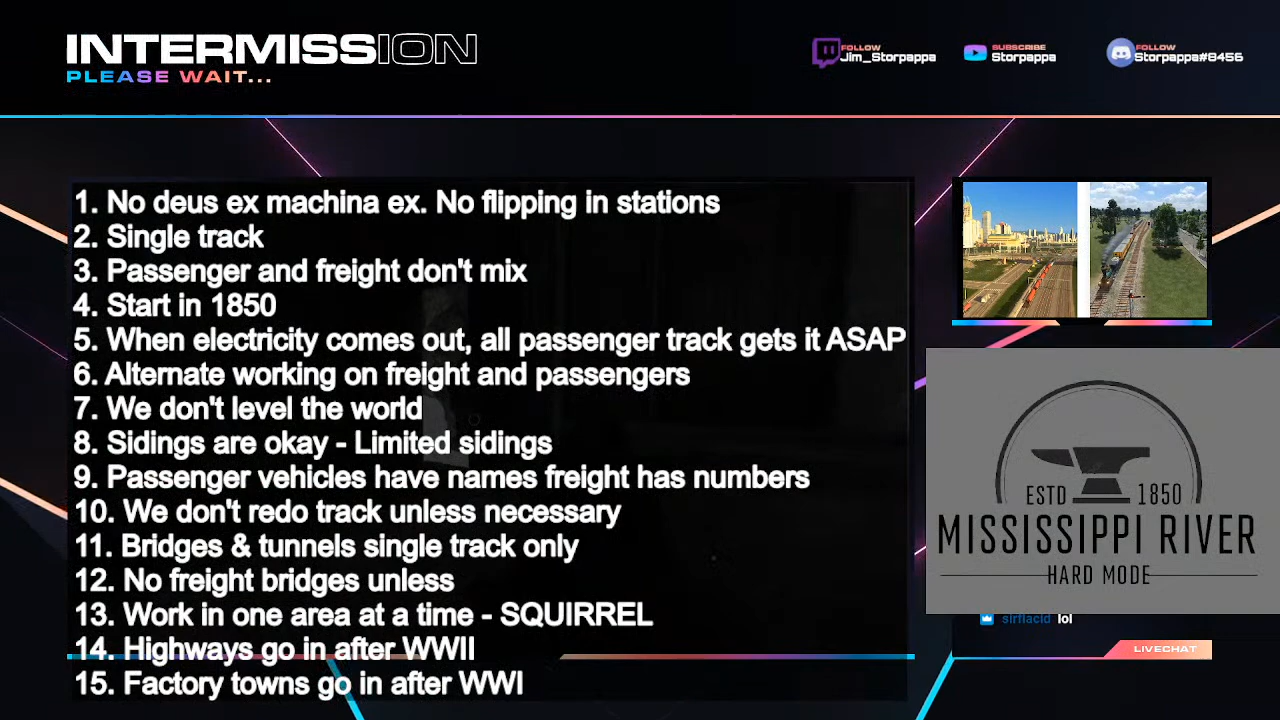 INTERMISSION
PLEASE WAIT...
FOLLOW
Jim_Storpappa
SUBSCRIBE
Storpappa
FOLLOW
Storpappa#8456
1. No deus ex machina ex. No flipping in stations
2. Single track
3. Passenger and freight don't mix
4. Start in 1850
5. When electricity comes out, all passenger track gets it ASAP
6. Alternate working on freight and passengers
7. We don't level the world
8. Sidings are okay - Limited sidings
9. Passenger vehicles have names freight has numbers
10. We don't redo track unless necessary
11. Bridges & tunnels single track only
12. No freight bridges unless
13. Work in one area at a time - SQUIRREL
14. Highways go in after WWII
15. Factory towns go in after WWI
ESTD 1850
MISSISSIPPI RIVER
HARD MODE
sirflacid lol
LIVECHAT